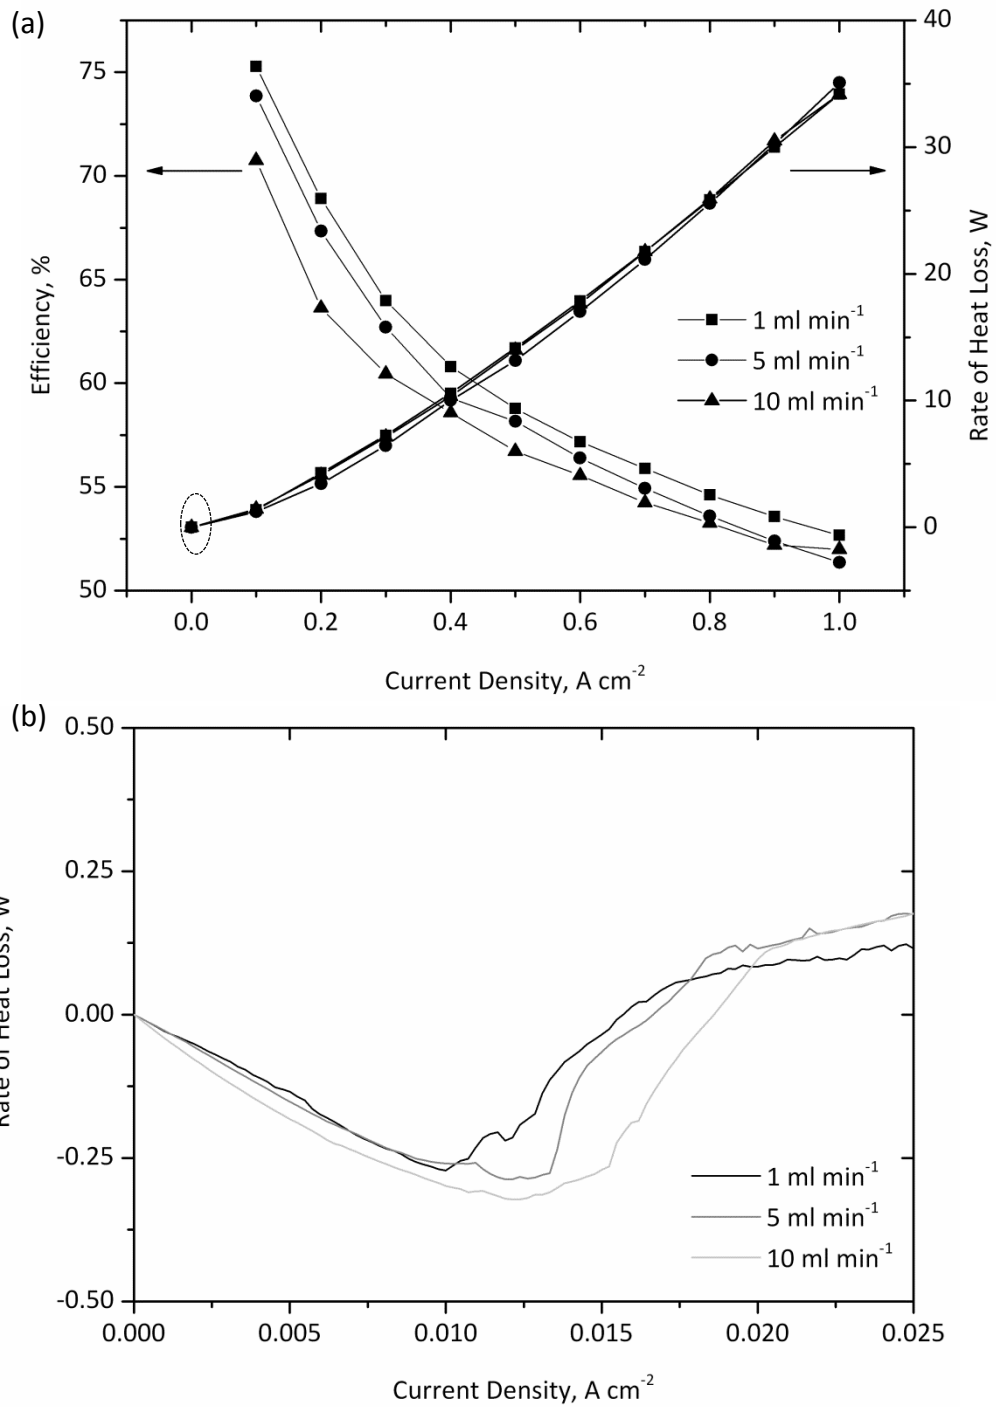 (a)
40
75
30
70
Efficiency, %
65
20
Rate of Heat Loss, W
1 ml min⁻¹
5 ml min⁻¹
10 ml min⁻¹
60
10
55
0
50
0.0 0.2 0.4 0.6 0.8 1.0
Current Density, A cm⁻²
(b)
0.50
0.25
Rate of Heat Loss, W
0.00
-0.25
1 ml min⁻¹
5 ml min⁻¹
10 ml min⁻¹
-0.50
0.000 0.005 0.010 0.015 0.020 0.025
Current Density, A cm⁻²